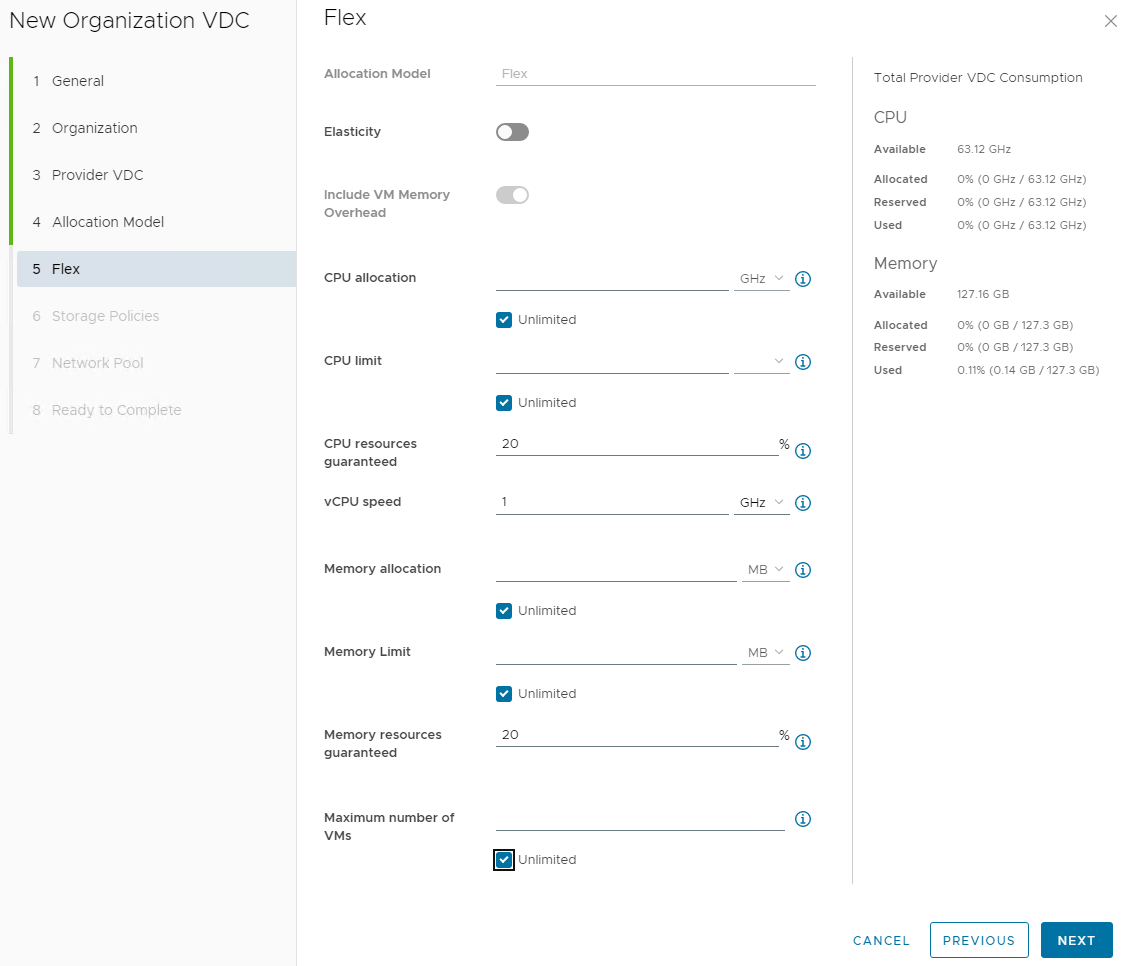 New Organization VDC
1 General
2 Organization
3 Provider VDC
4 Allocation Model
5 Flex
6 Storage Policies
7 Network Pool
8 Ready to Complete
Flex
Allocation Model Flex
Elasticity
Include VM Memory
Overhead
CPU allocation GHz
Unlimited
CPU limit
Unlimited
CPU resources
guaranteed
20 %
vCPU speed 1 GHz
Memory allocation MB
Unlimited
Memory Limit MB
Unlimited
Memory resources
guaranteed
20 %
Maximum number of
VMs
Unlimited
Total Provider VDC Consumption
CPU
Available 63.12 GHz
Allocated 0% (0 GHz / 63.12 GHz)
Reserved 0% (0 GHz / 63.12 GHz)
Used 0% (0 GHz / 63.12 GHz)
Memory
Available 127.16 GB
Allocated 0% (0 GB / 127.3 GB)
Reserved 0% (0 GB / 127.3 GB)
Used 0.11% (0.14 GB / 127.3 GB)
CANCEL PREVIOUS NEXT